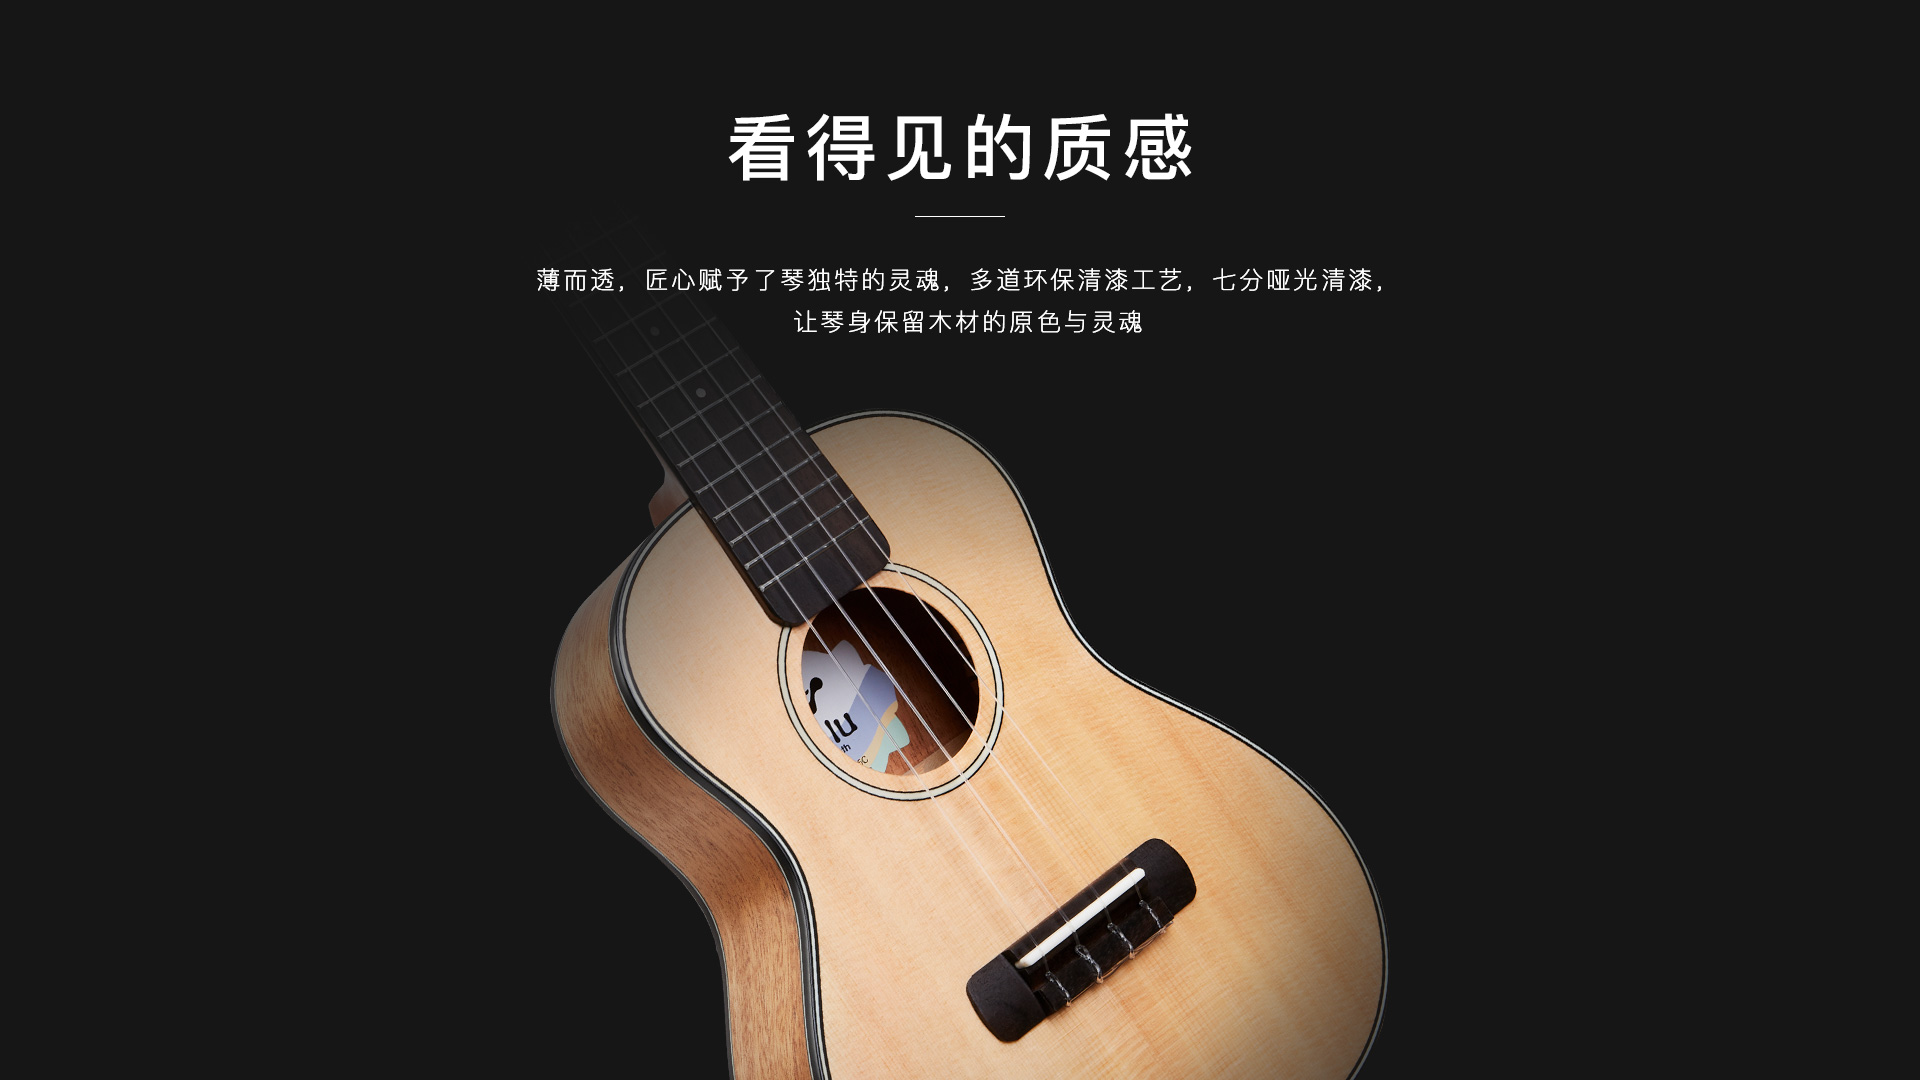 看得见的质感
薄而透，匠心赋予了琴独特的灵魂，多道环保清漆工艺，七分哑光清漆，
让琴身保留木材的原色与灵魂
lu
th